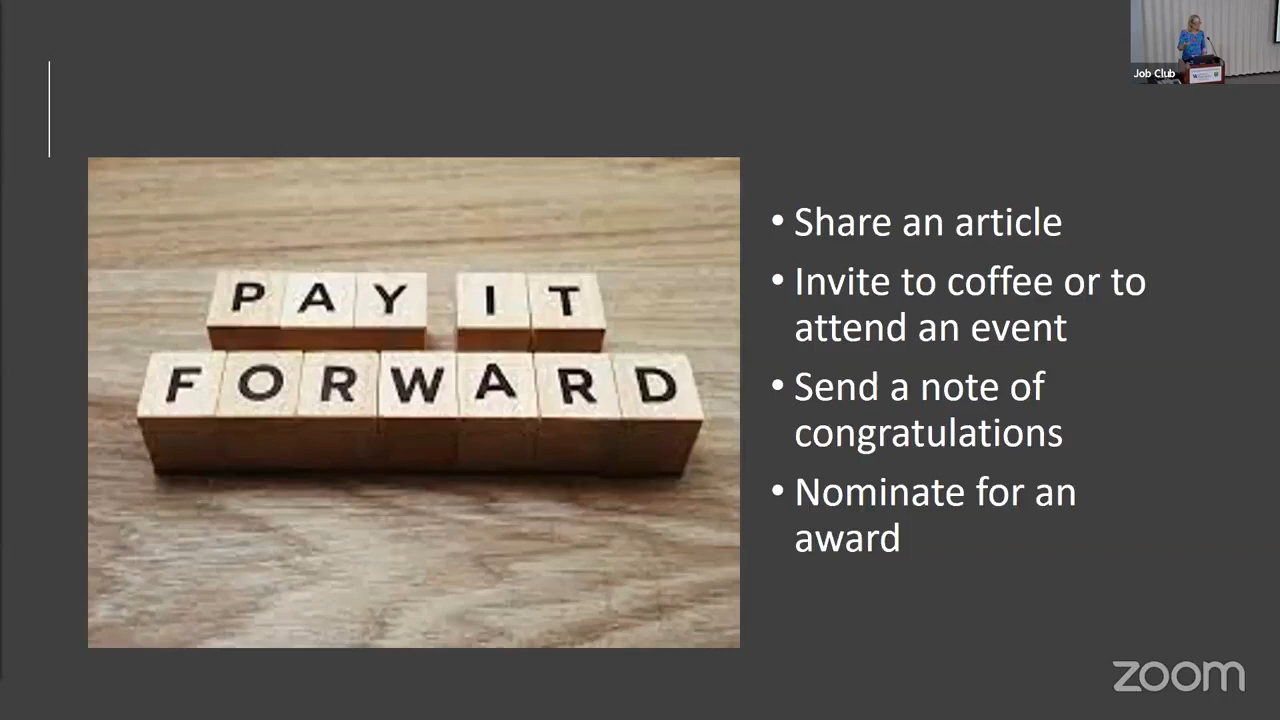 Job Club
PAY IT
FORWARD
• Share an article
• Invite to coffee or to
attend an event
• Send a note of
congratulations
• Nominate for an
award
zoom